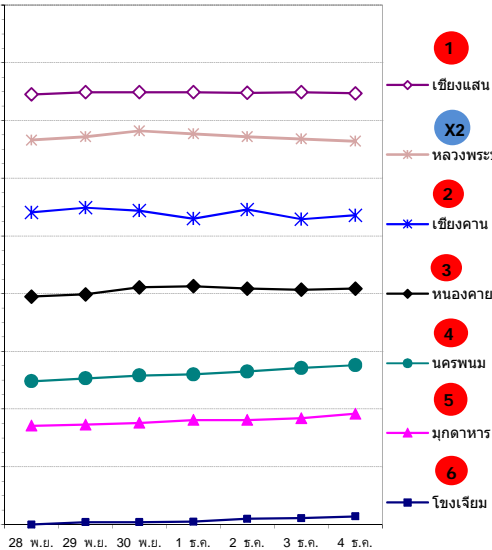 1
เชียงแสน
X2
หลวงพระ
2
เชียงคาน
3
หนองคาย
4
นครพนม
5
มุกดาหาร
6
โขงเจียม
28 พ.ย. 29 พ.ย. 30 พ.ย. 1 ธ.ค. 2 ธ.ค. 3 ธ.ค. 4 ธ.ค.